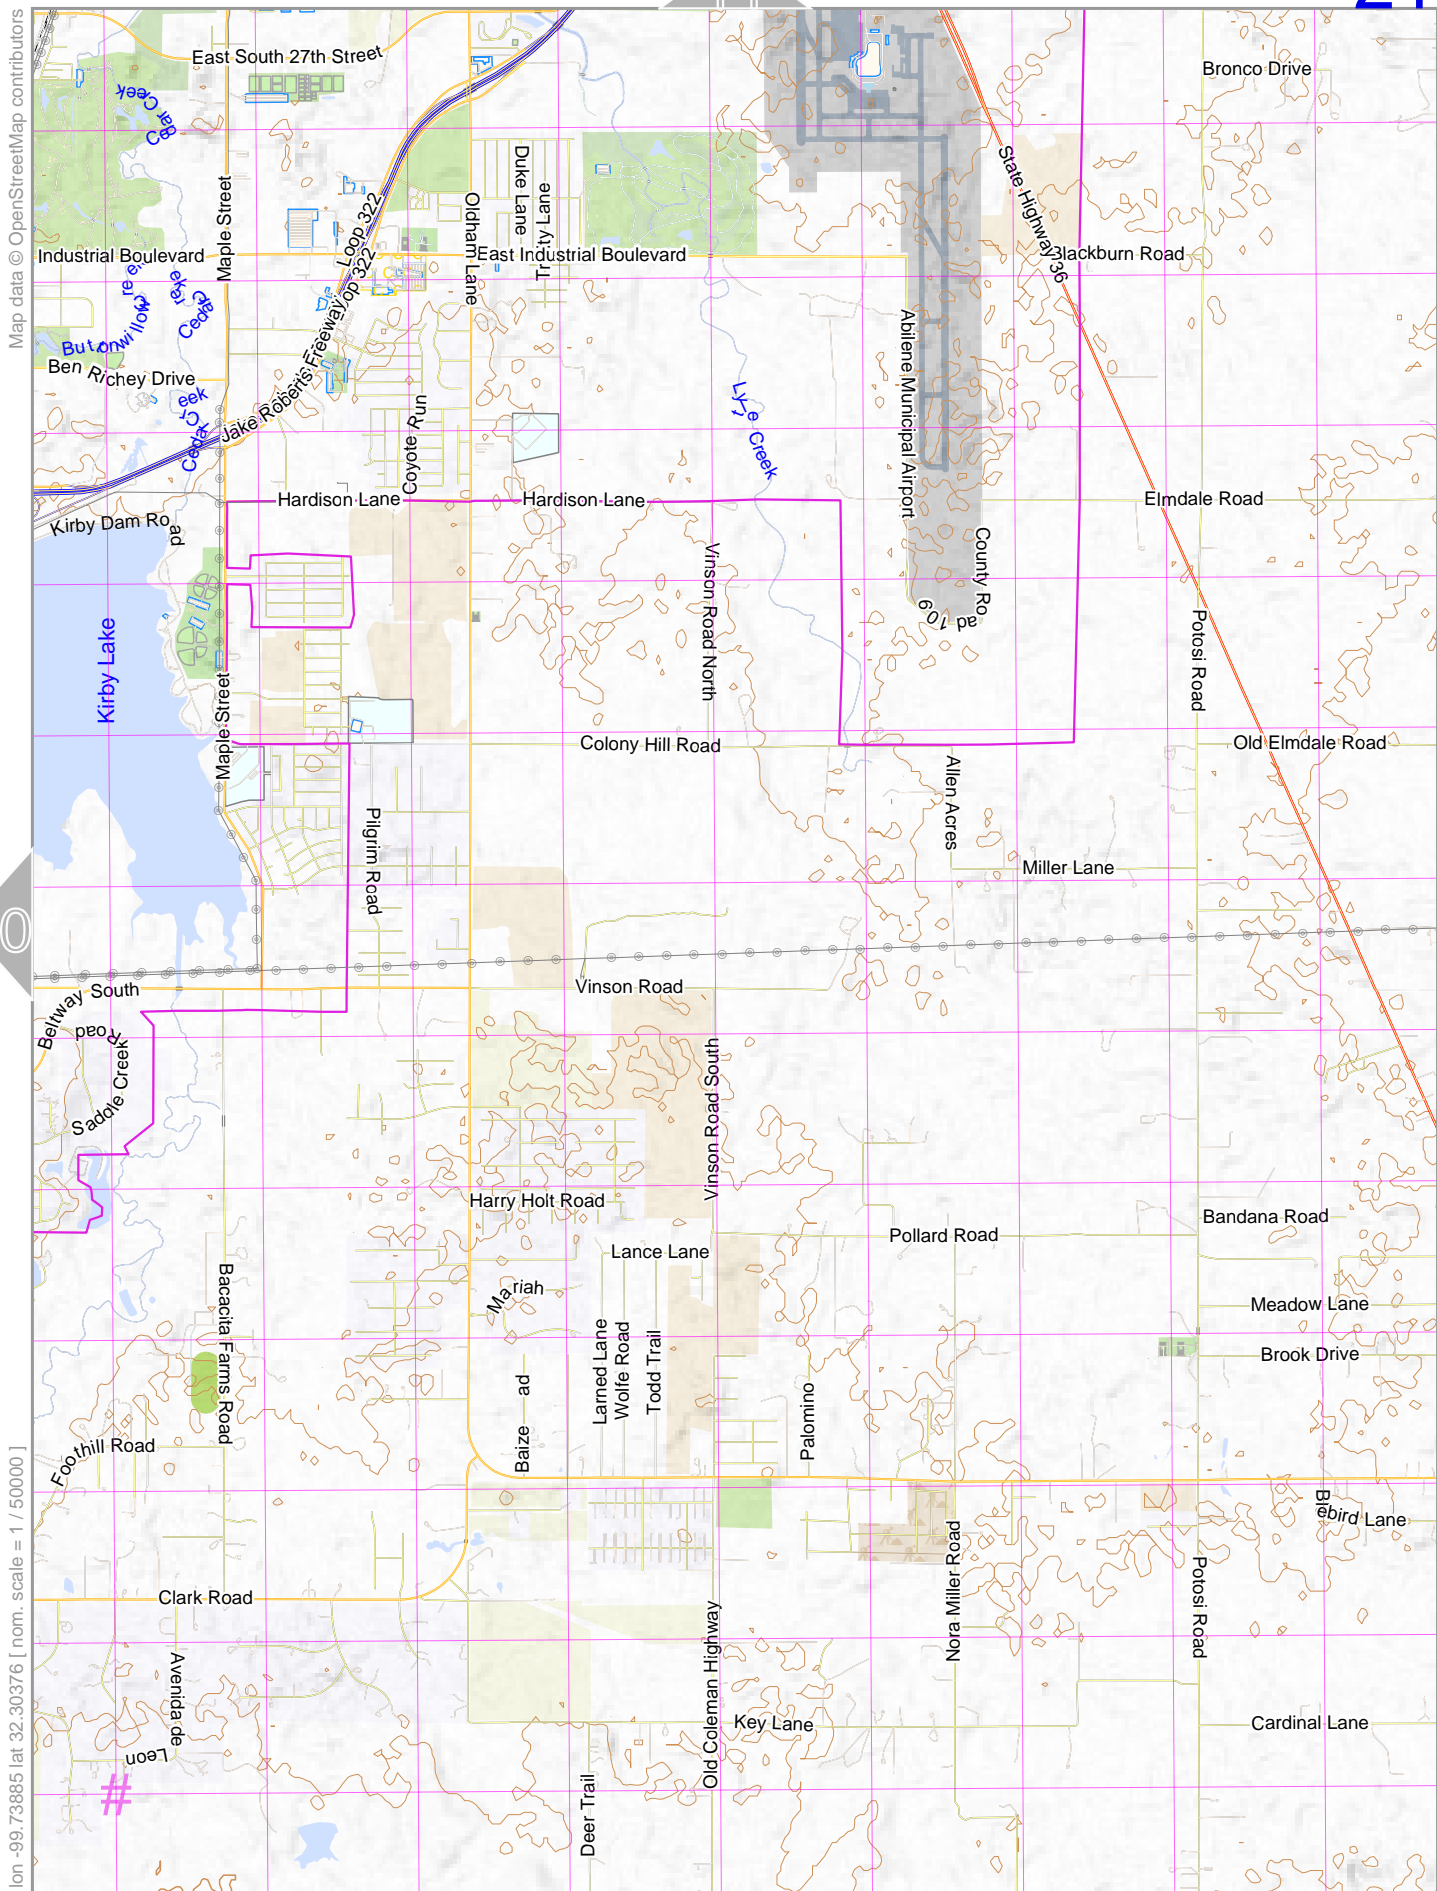 Map data © OpenStreetMap contributors
East South 27th Street
Bronco Drive
Cedar Creek
Maple Street
Loop 322
Oldham Lane
Duke Lane
State Highway 36
Industrial Boulevard
East Industrial Boulevard
Blackburn Road
Cedar
Ben Richey Drive
Jake Roberts Freeway
Cedar Creek
Coyote Run
Lytle Creek
Abilene Municipal Airport
Hardison Lane
Hardison Lane
Elmdale Road
Kirby Dam Road
County Road 109
Vinson Road North
Kirby Lake
Potosi Road
Maple Street
Colony Hill Road
Old Elmdale Road
Allen Acres
Pilgrim Road
Miller Lane
0
Vinson Road
Beltway South
Saddle Creek Road
Vinson Road South
Harry Holt Road
Bandana Road
Pollard Road
Lance Lane
Mariah
Bacacita Farms Road
Meadow Lane
Larned Lane
Wolfe Road
Todd Trail
Brook Drive
Baize
ad
Palomino
Foothill Road
Nora Miller Road
Clark Road
Potosi Road
Old Coleman Highway
Avenida de Leon
Key Lane
Cardinal Lane
Deer Trail
#
lon -99.73885 lat 32.30376 [ nom. scale = 1 / 50000 ]